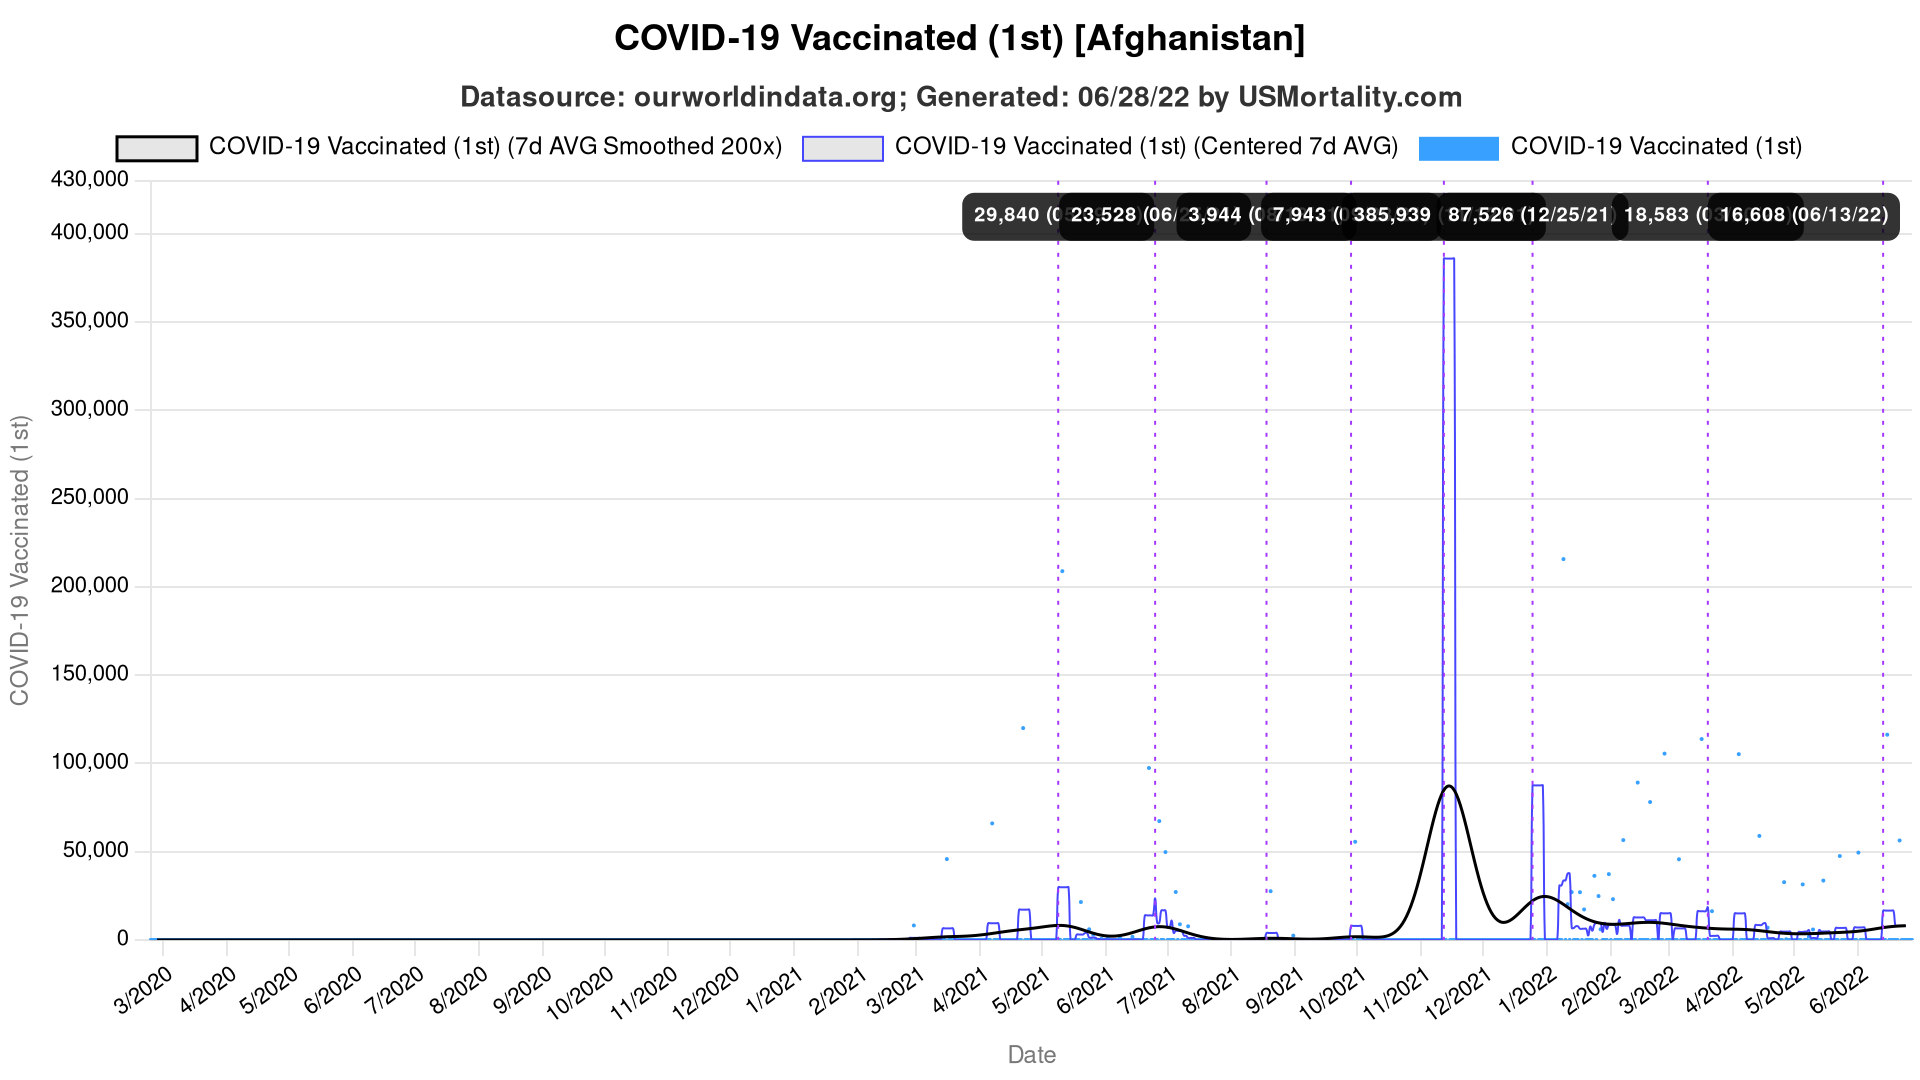 COVID-19 Vaccinated (1st) [Afghanistan]
Datasource: ourworldindata.org; Generated: 06/28/22 by USMortality.com
COVID-19 Vaccinated (1st) (7d AVG Smoothed 200x) COVID-19 Vaccinated (1st) (Centered 7d AVG) COVID-19 Vaccinated (1st)
430,000
29,840 23,528 (06/ 3,944 7,943 385,939 87,526 (12/25/21) 18,583 16,608 (06/13/22)
400,000
350,000
300,000
250,000
200,000
150,000
100,000
50,000
0
COVID-19 Vaccinated (1st)
3/2020 4/2020 5/2020 6/2020 7/2020 8/2020 9/2020 10/2020 11/2020 12/2020 1/2021 2/2021 3/2021 4/2021 5/2021 6/2021 7/2021 8/2021 9/2021 10/2021 11/2021 12/2021 1/2022 2/2022 3/2022 4/2022 5/2022 6/2022
Date